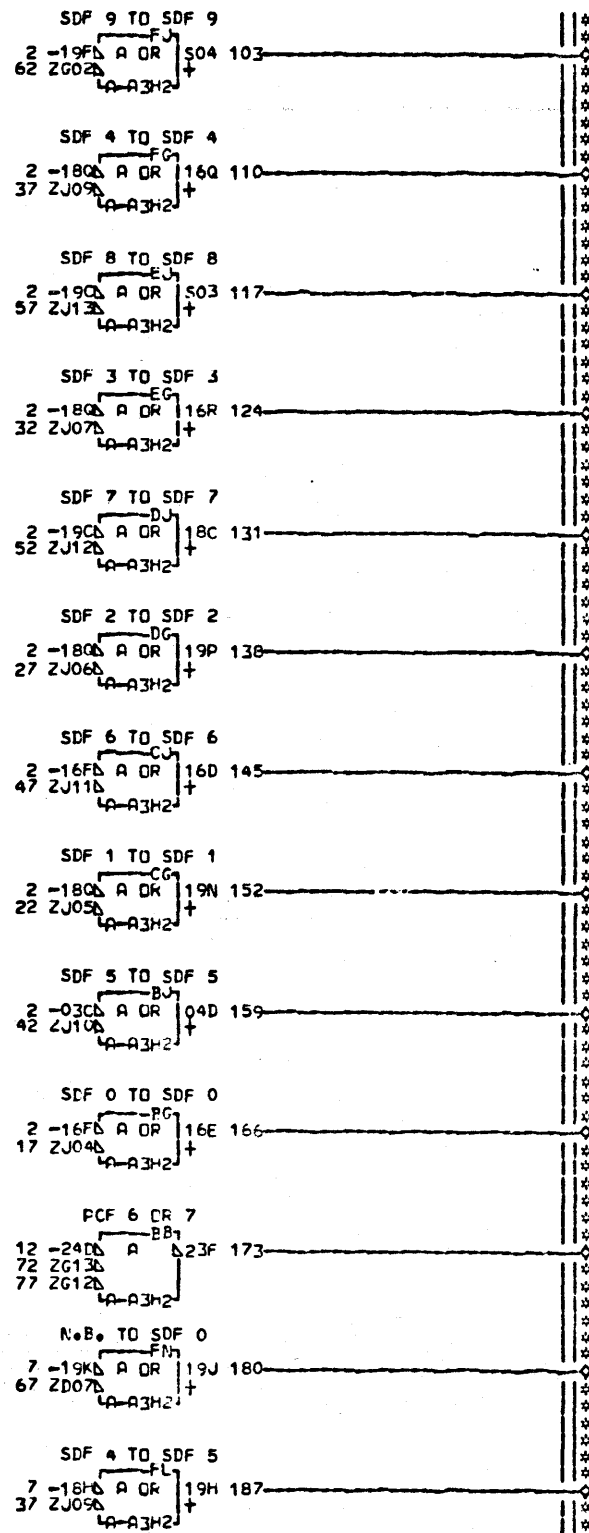 SDF 9 TO SDF 9
FJ
2 -19F A OR S04 103
62 ZG02 +
A-A3H2
SDF 4 TO SDF 4
FG
2 -18Q A OR 16Q 110
37 ZJ09 +
A-A3H2
SDF 8 TO SDF 8
EJ
2 -19C A OR S03 117
57 ZJ13 +
A-A3H2
SDF 3 TO SDF 3
EG
2 -18Q A OR 16R 124
32 ZJ07 +
A-A3H2
SDF 7 TO SDF 7
DJ
2 -19C A OR 18C 131
52 ZJ12 +
A-A3H2
SDF 2 TO SDF 2
DG
2 -18Q A OR 19P 138
27 ZJ06 +
A-A3H2
SDF 6 TO SDF 6
CJ
2 -16F A OR 16D 145
47 ZJ11 +
A-A3H2
SDF 1 TO SDF 1
CG
2 -18Q A OR 19N 152
22 ZJ05 +
A-A3H2
SDF 5 TO SDF 5
BJ
2 -03C A OR 04D 159
42 ZJ10 +
A-A3H2
SDF 0 TO SDF 0
BG
2 -16F A OR 16E 166
17 ZJ04 +
A-A3H2
PCF 6 OR 7
BB
12 -24D A 23F 173
72 ZG13
77 ZG12
A-A3H2
N.B. TO SDF 0
FN
7 -19K A OR 19J 180
67 ZD07 +
A-A3H2
SDF 4 TO SDF 5
FL
7 -18H A OR 19H 187
37 ZJ09 +
A-A3H2